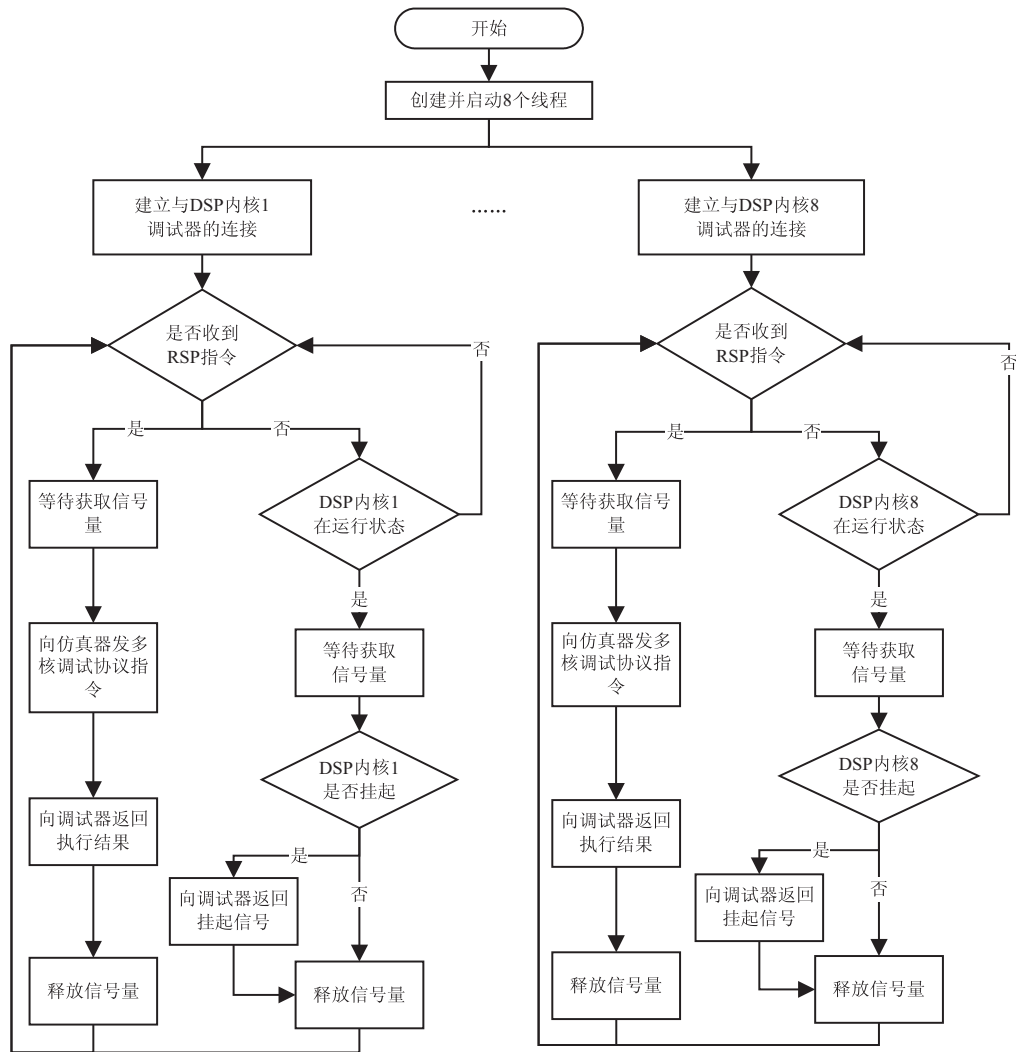 开始
创建并启动8个线程
建立与DSP内核1
调试器的连接
......
建立与DSP内核8
调试器的连接
是否收到
RSP指令
否
是
否
等待获取信号
量
DSP内核1
在运行状态
是
向仿真器发多
核调试协议指
令
等待获取
信号量
DSP内核1
是否挂起
向调试器返回
执行结果
是
否
向调试器返回
挂起信号
释放信号量
释放信号量
是否收到
RSP指令
否
是
否
等待获取信号
量
DSP内核8
在运行状态
是
向仿真器发多
核调试协议指
令
等待获取
信号量
DSP内核8
是否挂起
向调试器返回
执行结果
是
否
向调试器返回
挂起信号
释放信号量
释放信号量